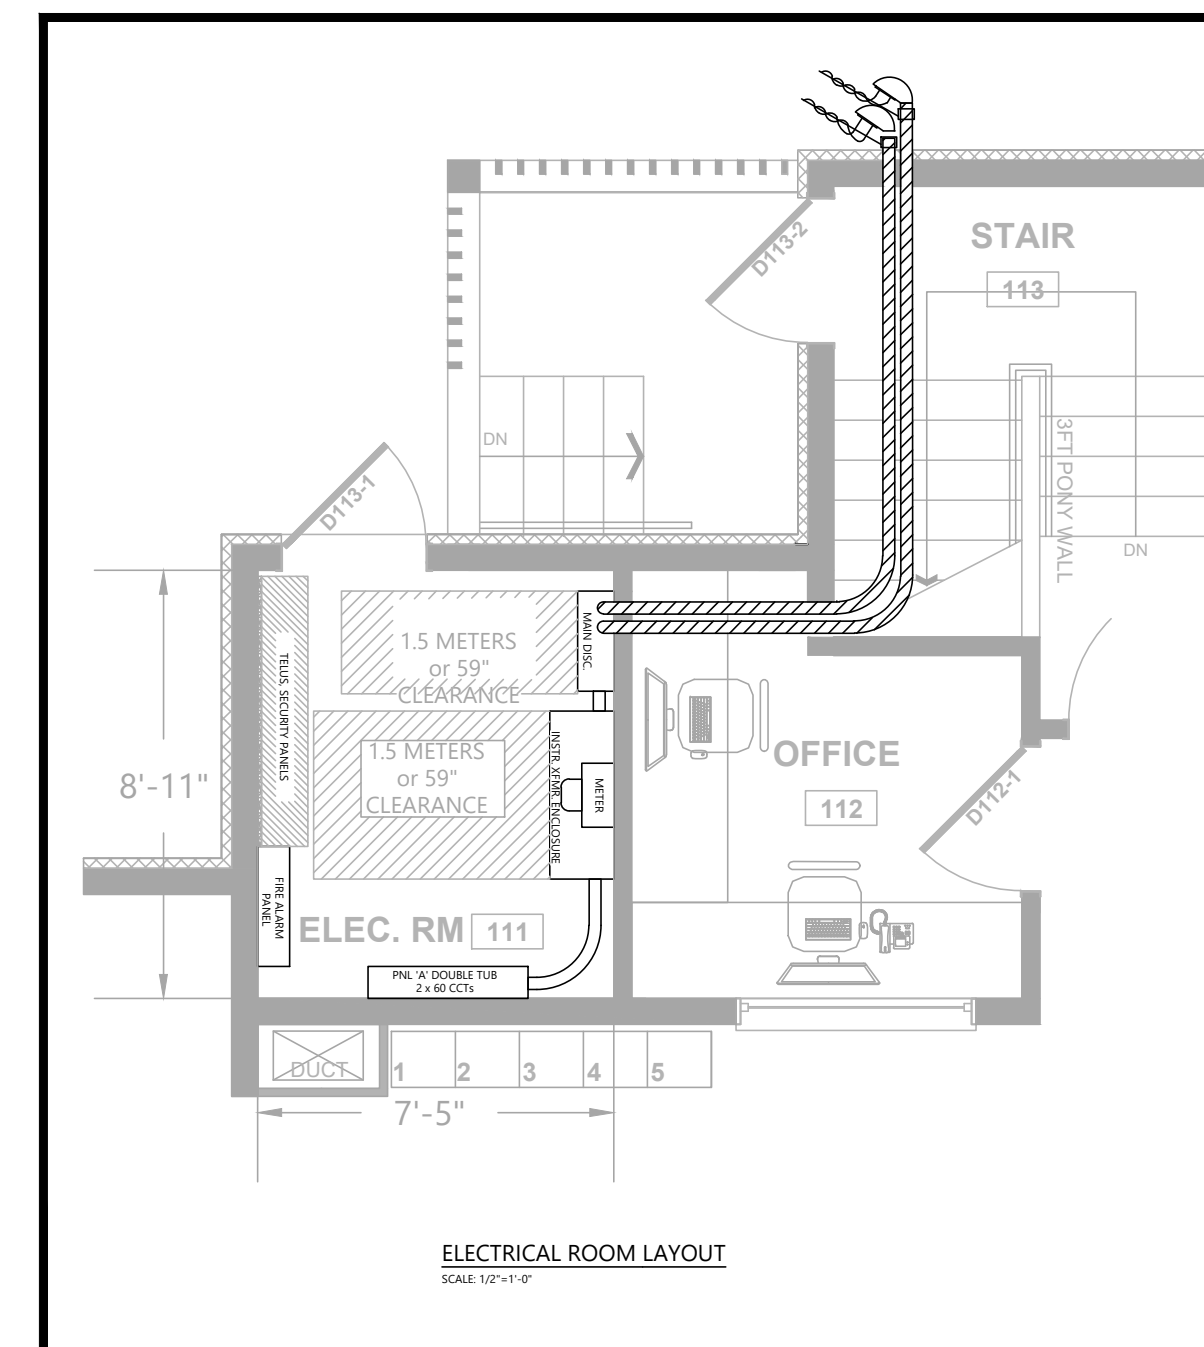 D113-2
STAIR
113
3FT PONY WALL
DN
DN
D113-1
TELUS, SECURITY PANELS
1.5 METERS
or 59"
CLEARANCE
MAIN DISC.
1.5 METERS
or 59"
CLEARANCE
INSTR. XFMR. ENCLOSURE
METER
8'-11"
OFFICE
112
D112-1
FIRE ALARM
PANEL
ELEC. RM 111
PNL 'A' DOUBLE TUB
2 x 60 CCTs
DUCT
1 2 3 4 5
7'-5"
ELECTRICAL ROOM LAYOUT
SCALE: 1/2"=1'-0"